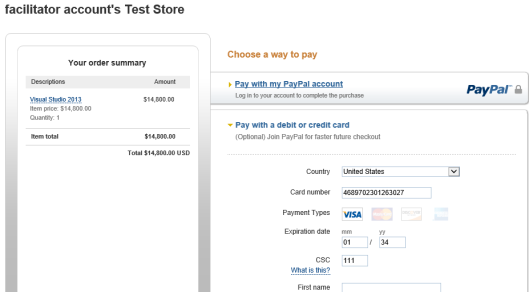 facilitator account's Test Store
Your order summary
Descriptions Amount
Visual Studio 2013 $14,800.00
Item price: $14,800.00
Quantity: 1
Item total $14,800.00
Total $14,800.00 USD
Choose a way to pay
Pay with my PayPal account
Log in to your account to complete the purchase
PayPal
Pay with a debit or credit card
(Optional) Join PayPal for faster future checkout
Country United States
Card number 4689702301263027
Payment Types VISA
Expiration date mm yy
01 / 34
CSC 111
What is this?
First name